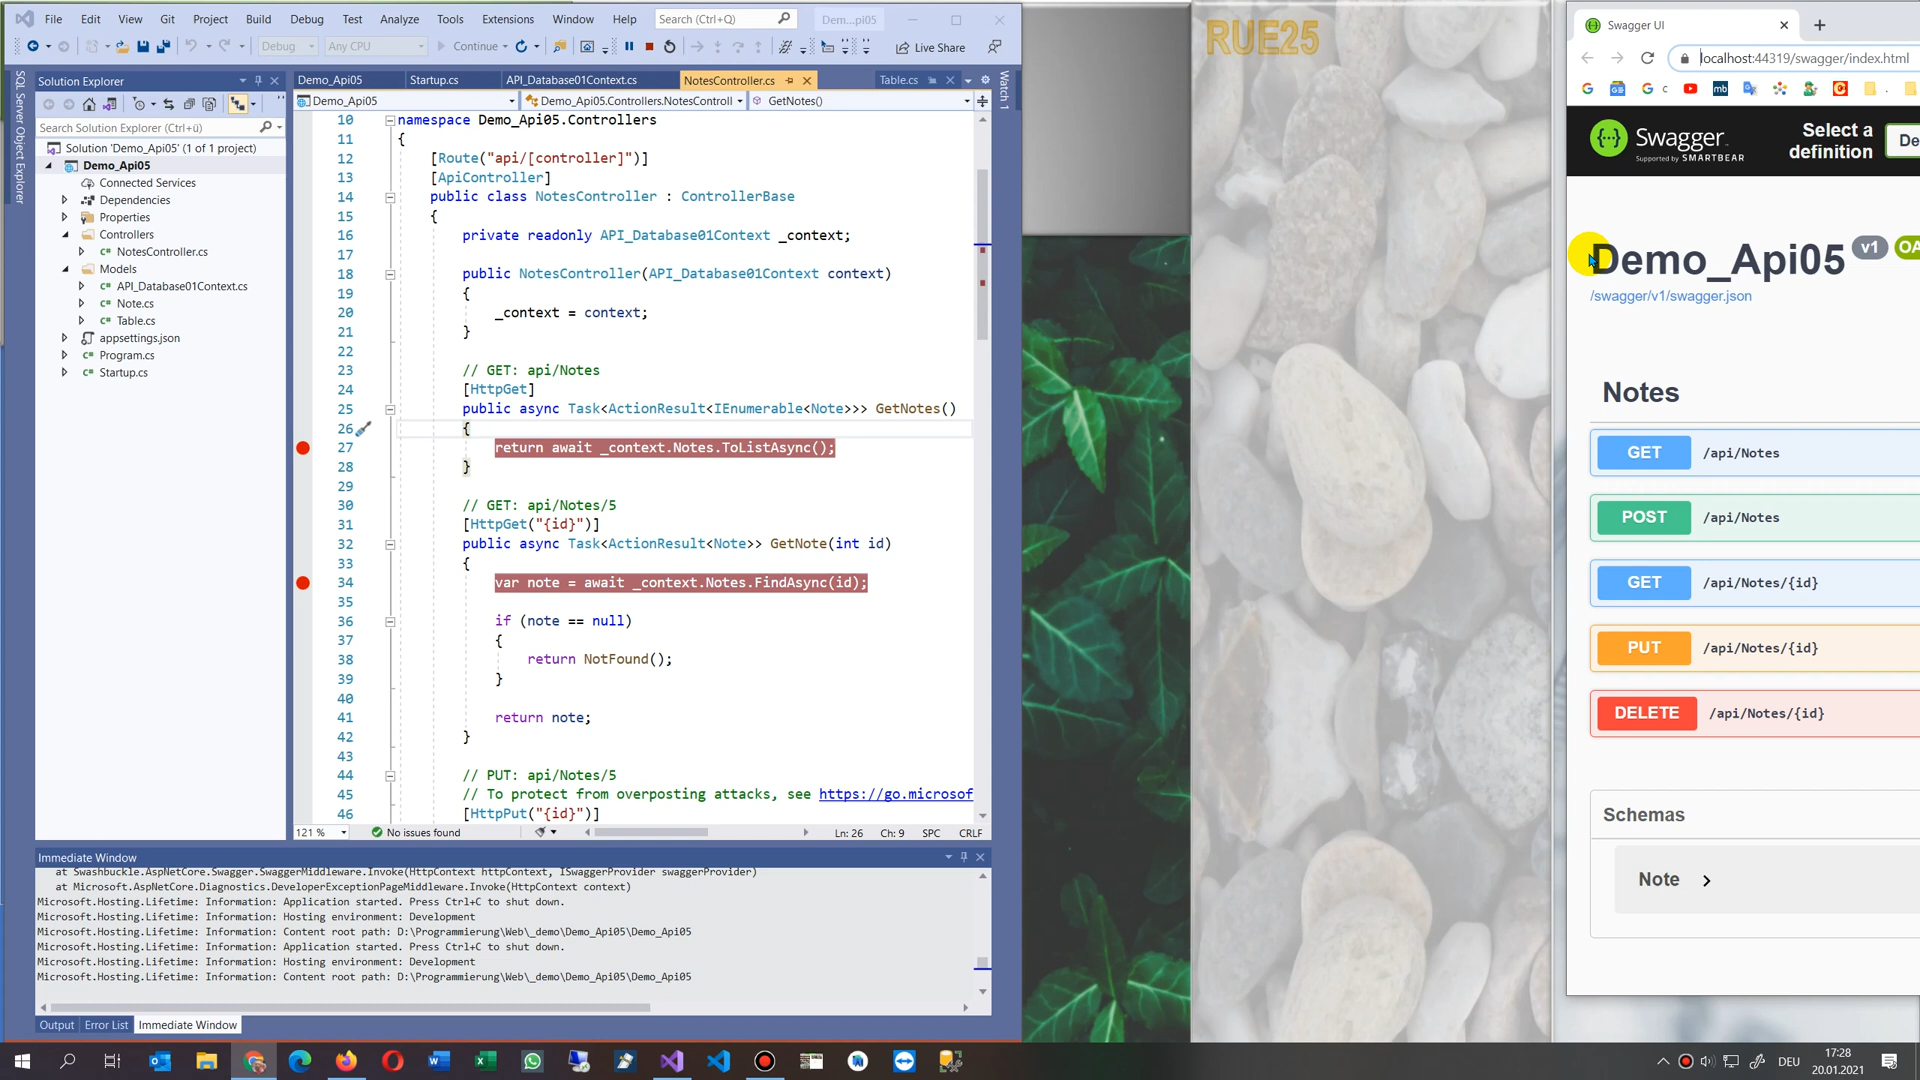 File Edit View Git Project Build Debug Test Analyze Tools Extensions Window Help Search (Ctrl+Q) Dem...pi05
Debug Any CPU Continue Live Share
SQL Server Object Explorer
Solution Explorer
Search Solution Explorer (Ctrl+ü)
Solution 'Demo_Api05' (1 of 1 project)
Demo_Api05
Connected Services
Dependencies
Properties
Controllers
NotesController.cs
Models
API_Database01Context.cs
Note.cs
Table.cs
appsettings.json
Program.cs
Startup.cs
Demo_Api05 Startup.cs API_Database01Context.cs NotesController.cs Table.cs
Watch 1
Demo_Api05 Demo_Api05.Controllers.NotesControll GetNotes()
10 namespace Demo_Api05.Controllers
11 {
12 [Route("api/[controller]")]
13 [ApiController]
14 public class NotesController : ControllerBase
15 {
16 private readonly API_Database01Context _context;
17
18 public NotesController(API_Database01Context context)
19 {
20 _context = context;
21 }
22
23 // GET: api/Notes
24 [HttpGet]
25 public async Task<ActionResult<IEnumerable<Note>>> GetNotes()
26 {
27 return await _context.Notes.ToListAsync();
28 }
29
30 // GET: api/Notes/5
31 [HttpGet("{id}")]
32 public async Task<ActionResult<Note>> GetNote(int id)
33 {
34 var note = await _context.Notes.FindAsync(id);
35
36 if (note == null)
37 {
38 return NotFound();
39 }
40
41 return note;
42 }
43
44 // PUT: api/Notes/5
45 // To protect from overposting attacks, see https://go.microsof
46 [HttpPut("{id}")]
121 % No issues found Ln: 26 Ch: 9 SPC CRLF
Immediate Window
at Swashbuckle.AspNetCore.Swagger.SwaggerMiddleware.Invoke(HttpContext httpContext, ISwaggerProvider swaggerProvider)
at Microsoft.AspNetCore.Diagnostics.DeveloperExceptionPageMiddleware.Invoke(HttpContext context)
Microsoft.Hosting.Lifetime: Information: Application started. Press Ctrl+C to shut down.
Microsoft.Hosting.Lifetime: Information: Hosting environment: Development
Microsoft.Hosting.Lifetime: Information: Content root path: D:\Programmierung\Web\_demo\Demo_Api05\Demo_Api05
Microsoft.Hosting.Lifetime: Information: Application started. Press Ctrl+C to shut down.
Microsoft.Hosting.Lifetime: Information: Hosting environment: Development
Microsoft.Hosting.Lifetime: Information: Content root path: D:\Programmierung\Web\_demo\Demo_Api05\Demo_Api05
Output Error List Immediate Window
RUE25
Swagger UI
localhost:44319/swagger/index.html
mb
c
Swagger
Supported by SMARTBEAR
Select a definition De
Demo_Api05 v1 OA
/swagger/v1/swagger.json
Notes
GET /api/Notes
POST /api/Notes
GET /api/Notes/{id}
PUT /api/Notes/{id}
DELETE /api/Notes/{id}
Schemas
Note
DEU
17:28
20.01.2021